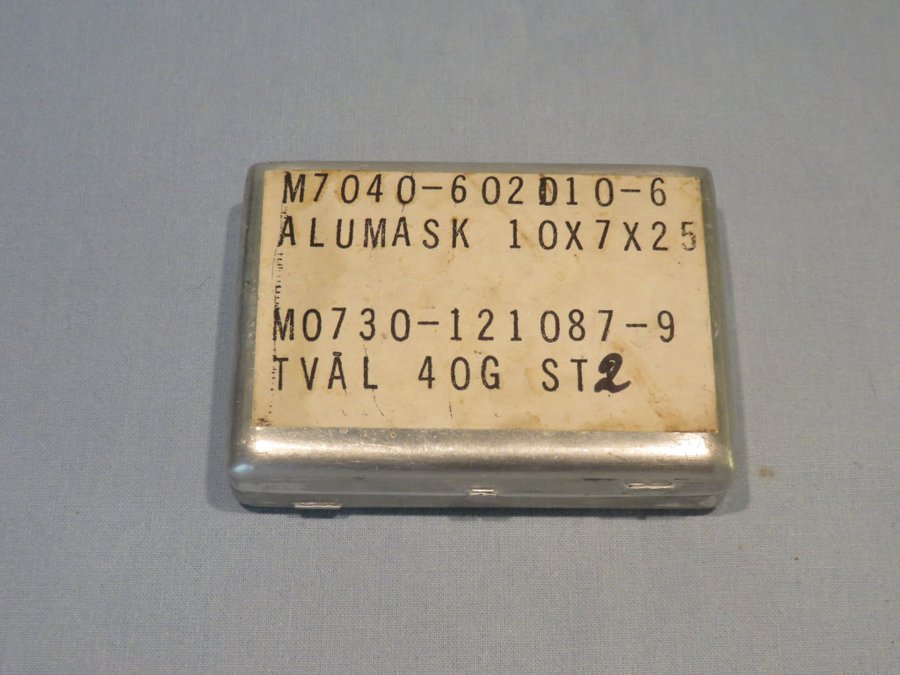 M7040-602010-6
ALUMASK 10X7X25
M0730-121087-9
TVÅL 40G ST2